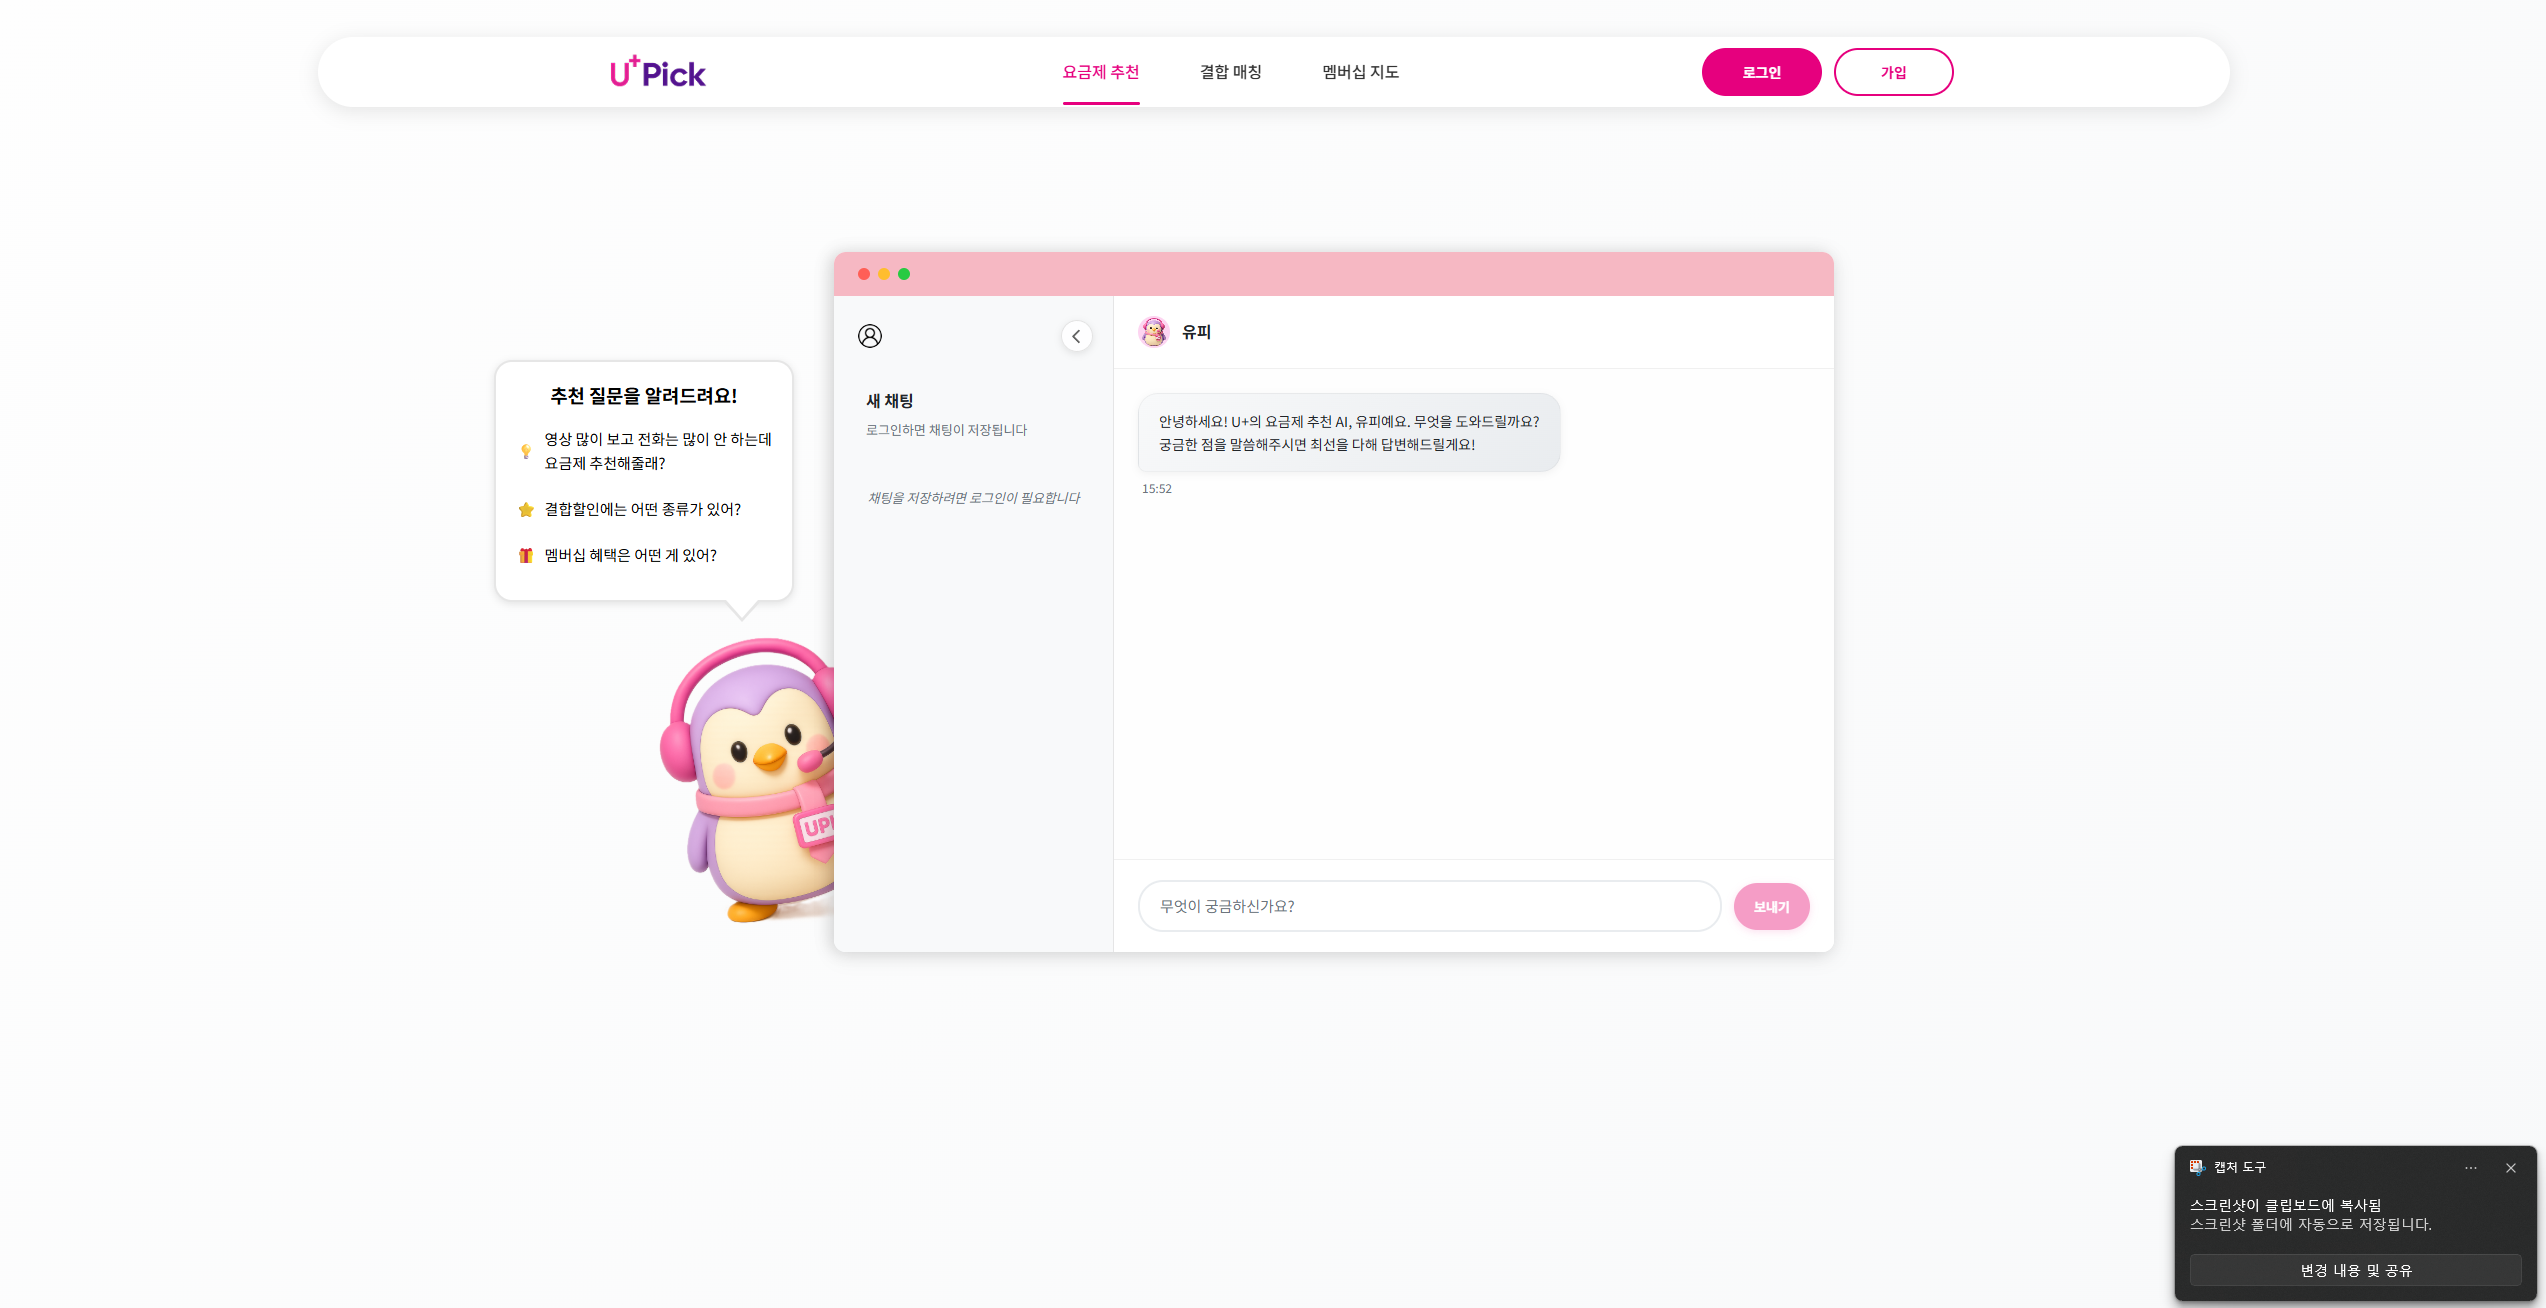 U+Pick
요금제 추천
결합 매칭
멤버십 지도
로그인
가입
추천 질문을 알려드려요!
영상 많이 보고 전화는 많이 안 하는데
요금제 추천해줄래?
결합할인에는 어떤 종류가 있어?
멤버십 혜택은 어떤 게 있어?
새 채팅
로그인하면 채팅이 저장됩니다
채팅을 저장하려면 로그인이 필요합니다
유피
안녕하세요! U+의 요금제 추천 AI, 유피예요. 무엇을 도와드릴까요?
궁금한 점을 말씀해주시면 최선을 다해 답변해드릴게요!
15:52
무엇이 궁금하신가요?
보내기
캡처 도구
스크린샷이 클립보드에 복사됨
스크린샷 폴더에 자동으로 저장됩니다.
변경 내용 및 공유